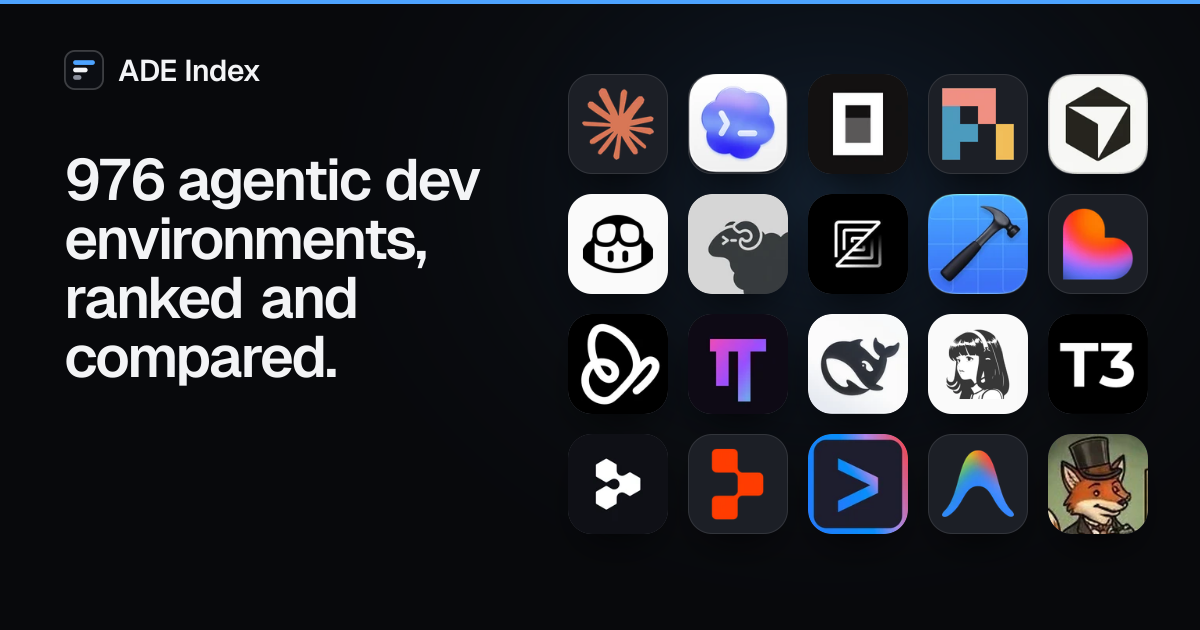 ADE Index
976 agentic dev
environments,
ranked and
compared.
T3